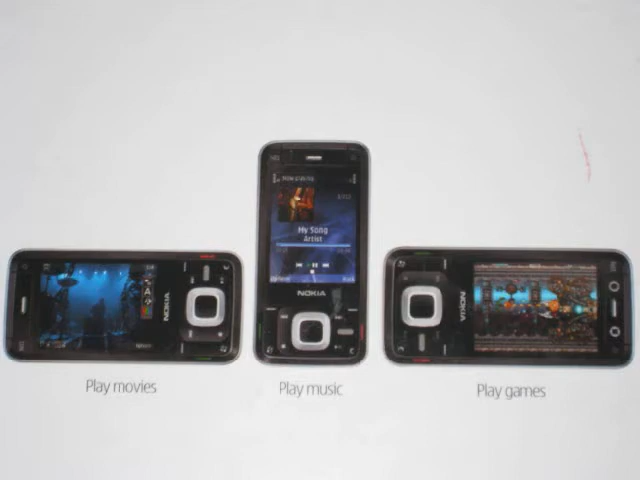 My Song
Artist
NOKIA
NOKIA
NOKIA
Play movies
Play music
Play games